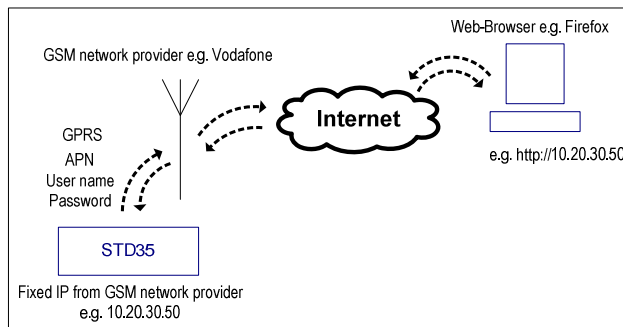 Web-Browser e.g. Firefox
GSM network provider e.g. Vodafone
Internet
GPRS
APN
User name
Password
e.g. http://10.20.30.50
STD35
Fixed IP from GSM network provider
e.g. 10.20.30.50